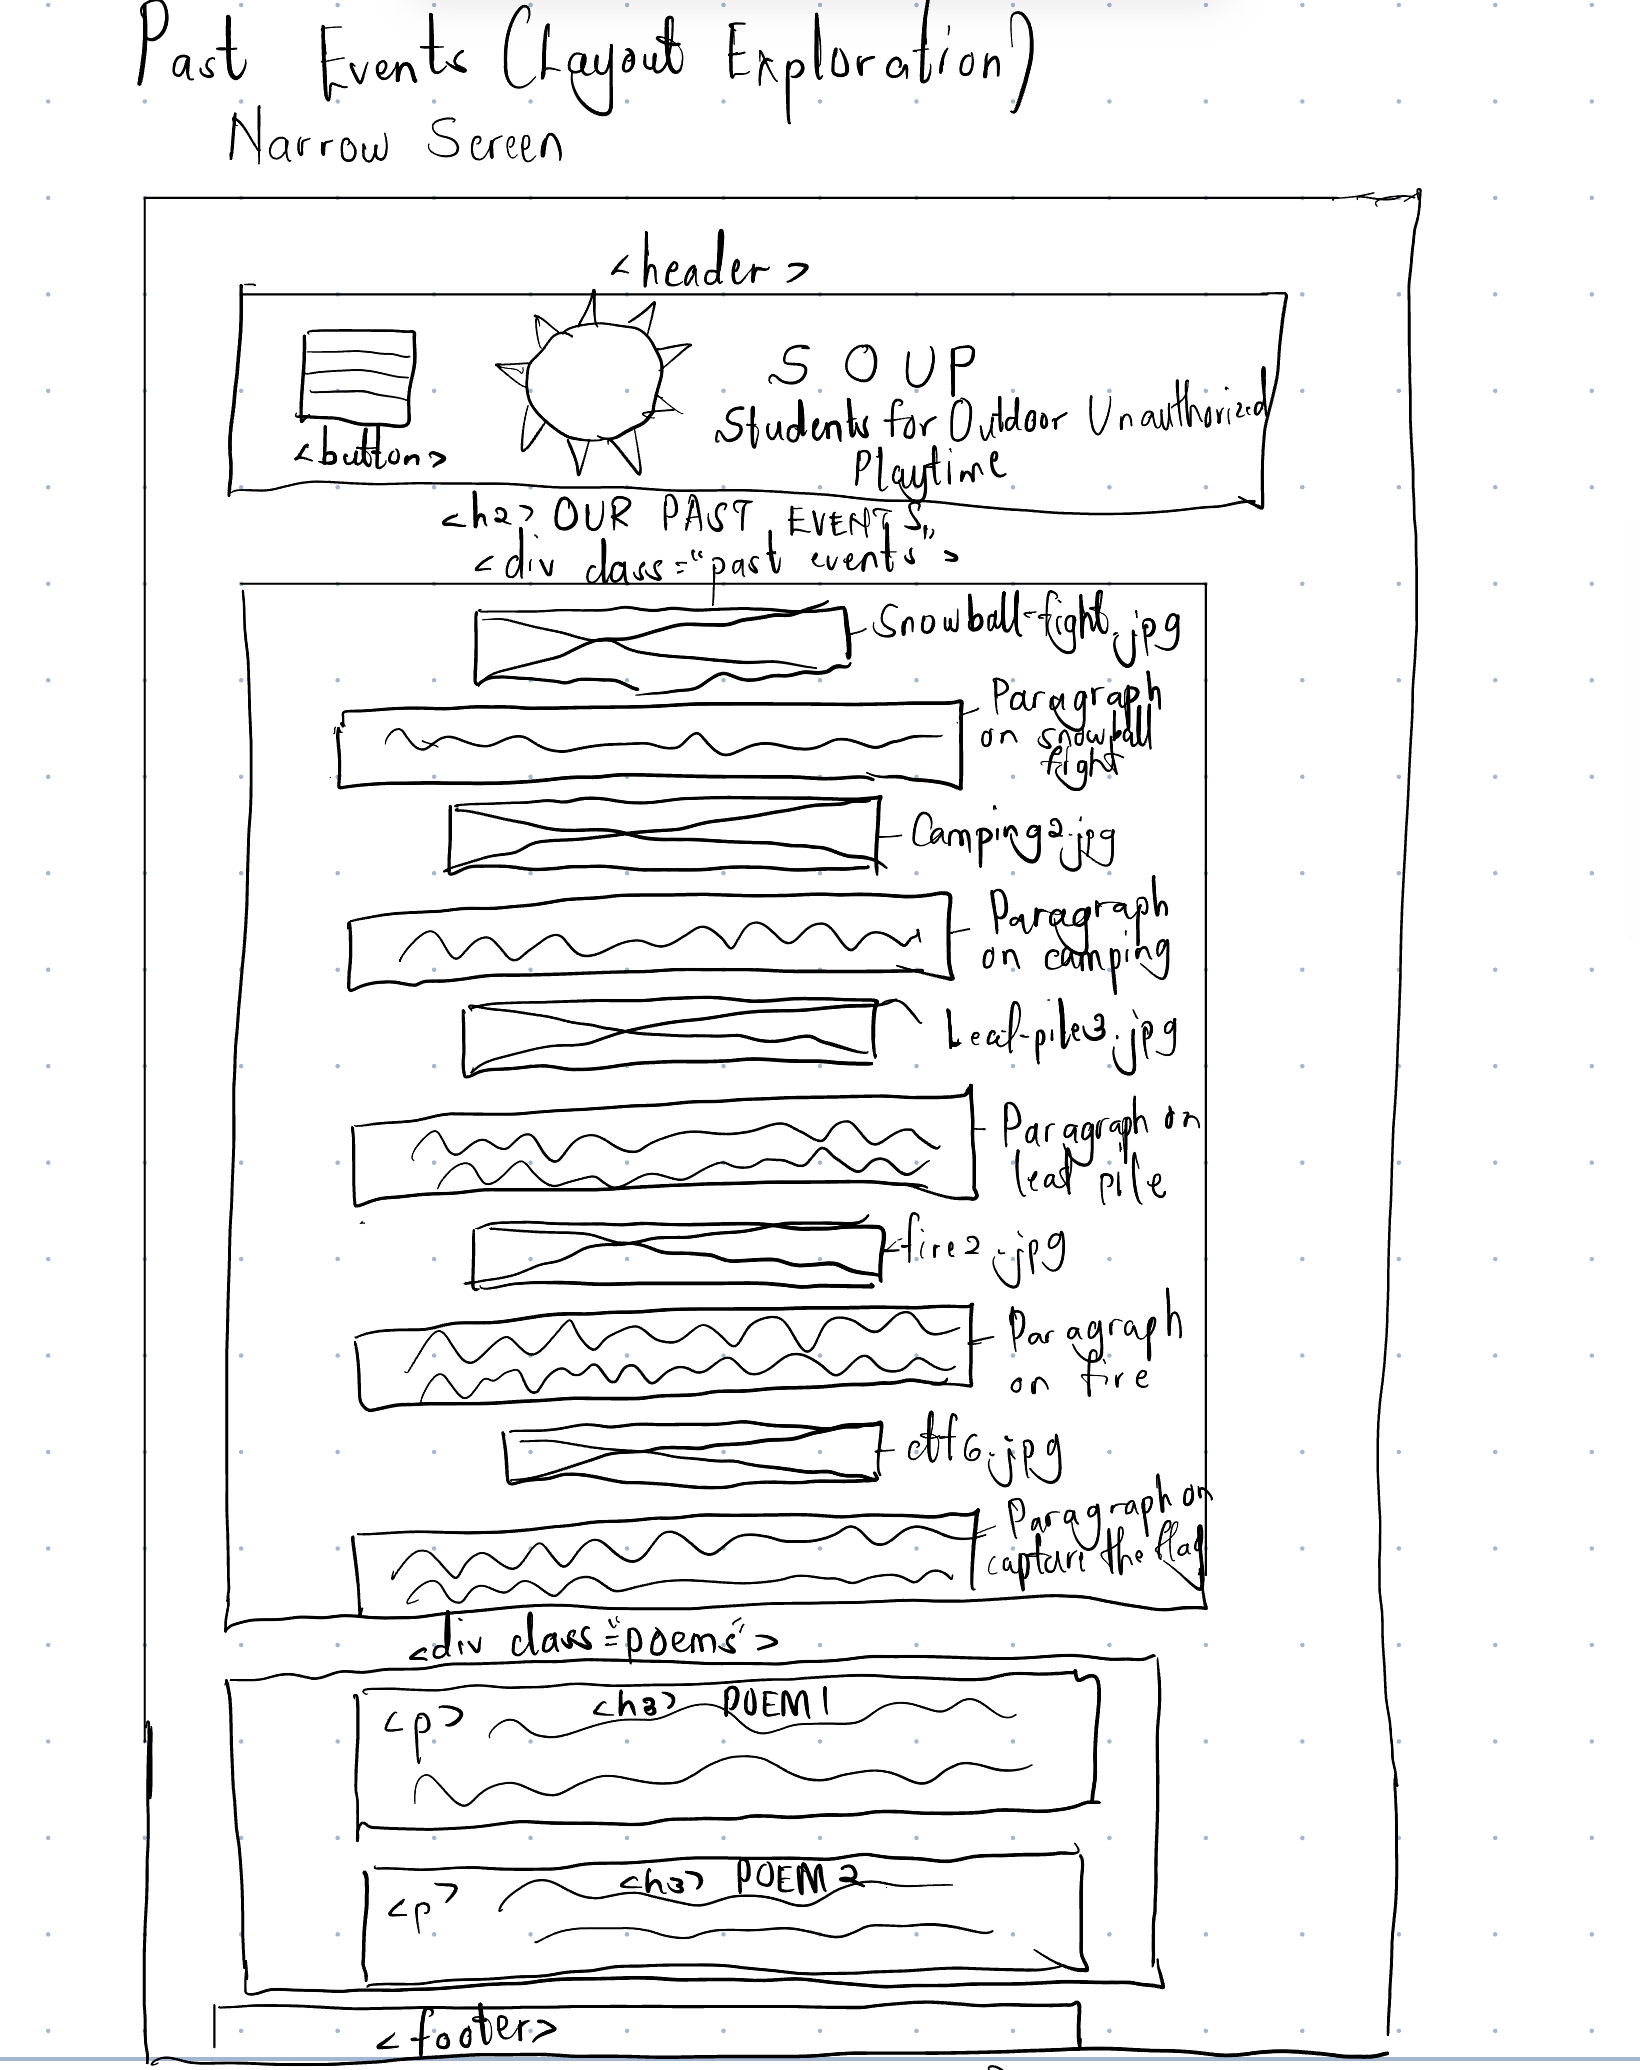 Past Events (Layout Exploration)
Narrow Screen
<header>
SOUP
Students for Outdoor Unauthorized
Playtime
<button>
<h2> OUR PAST EVENTS
<div class="past events">
Snowball-fight.jpg
Paragraph
on snowball
fight
Camping2.jpg
Paragraph
on camping
Leaf-pile3.jpg
Paragraph on
leaf pile
fire2.jpg
Paragraph
on fire
ctf6.jpg
Paragraph on
capture the flag
<div class="poems">
<h3> POEM 1
<p>
<h3> POEM 2
<p>
<footer>